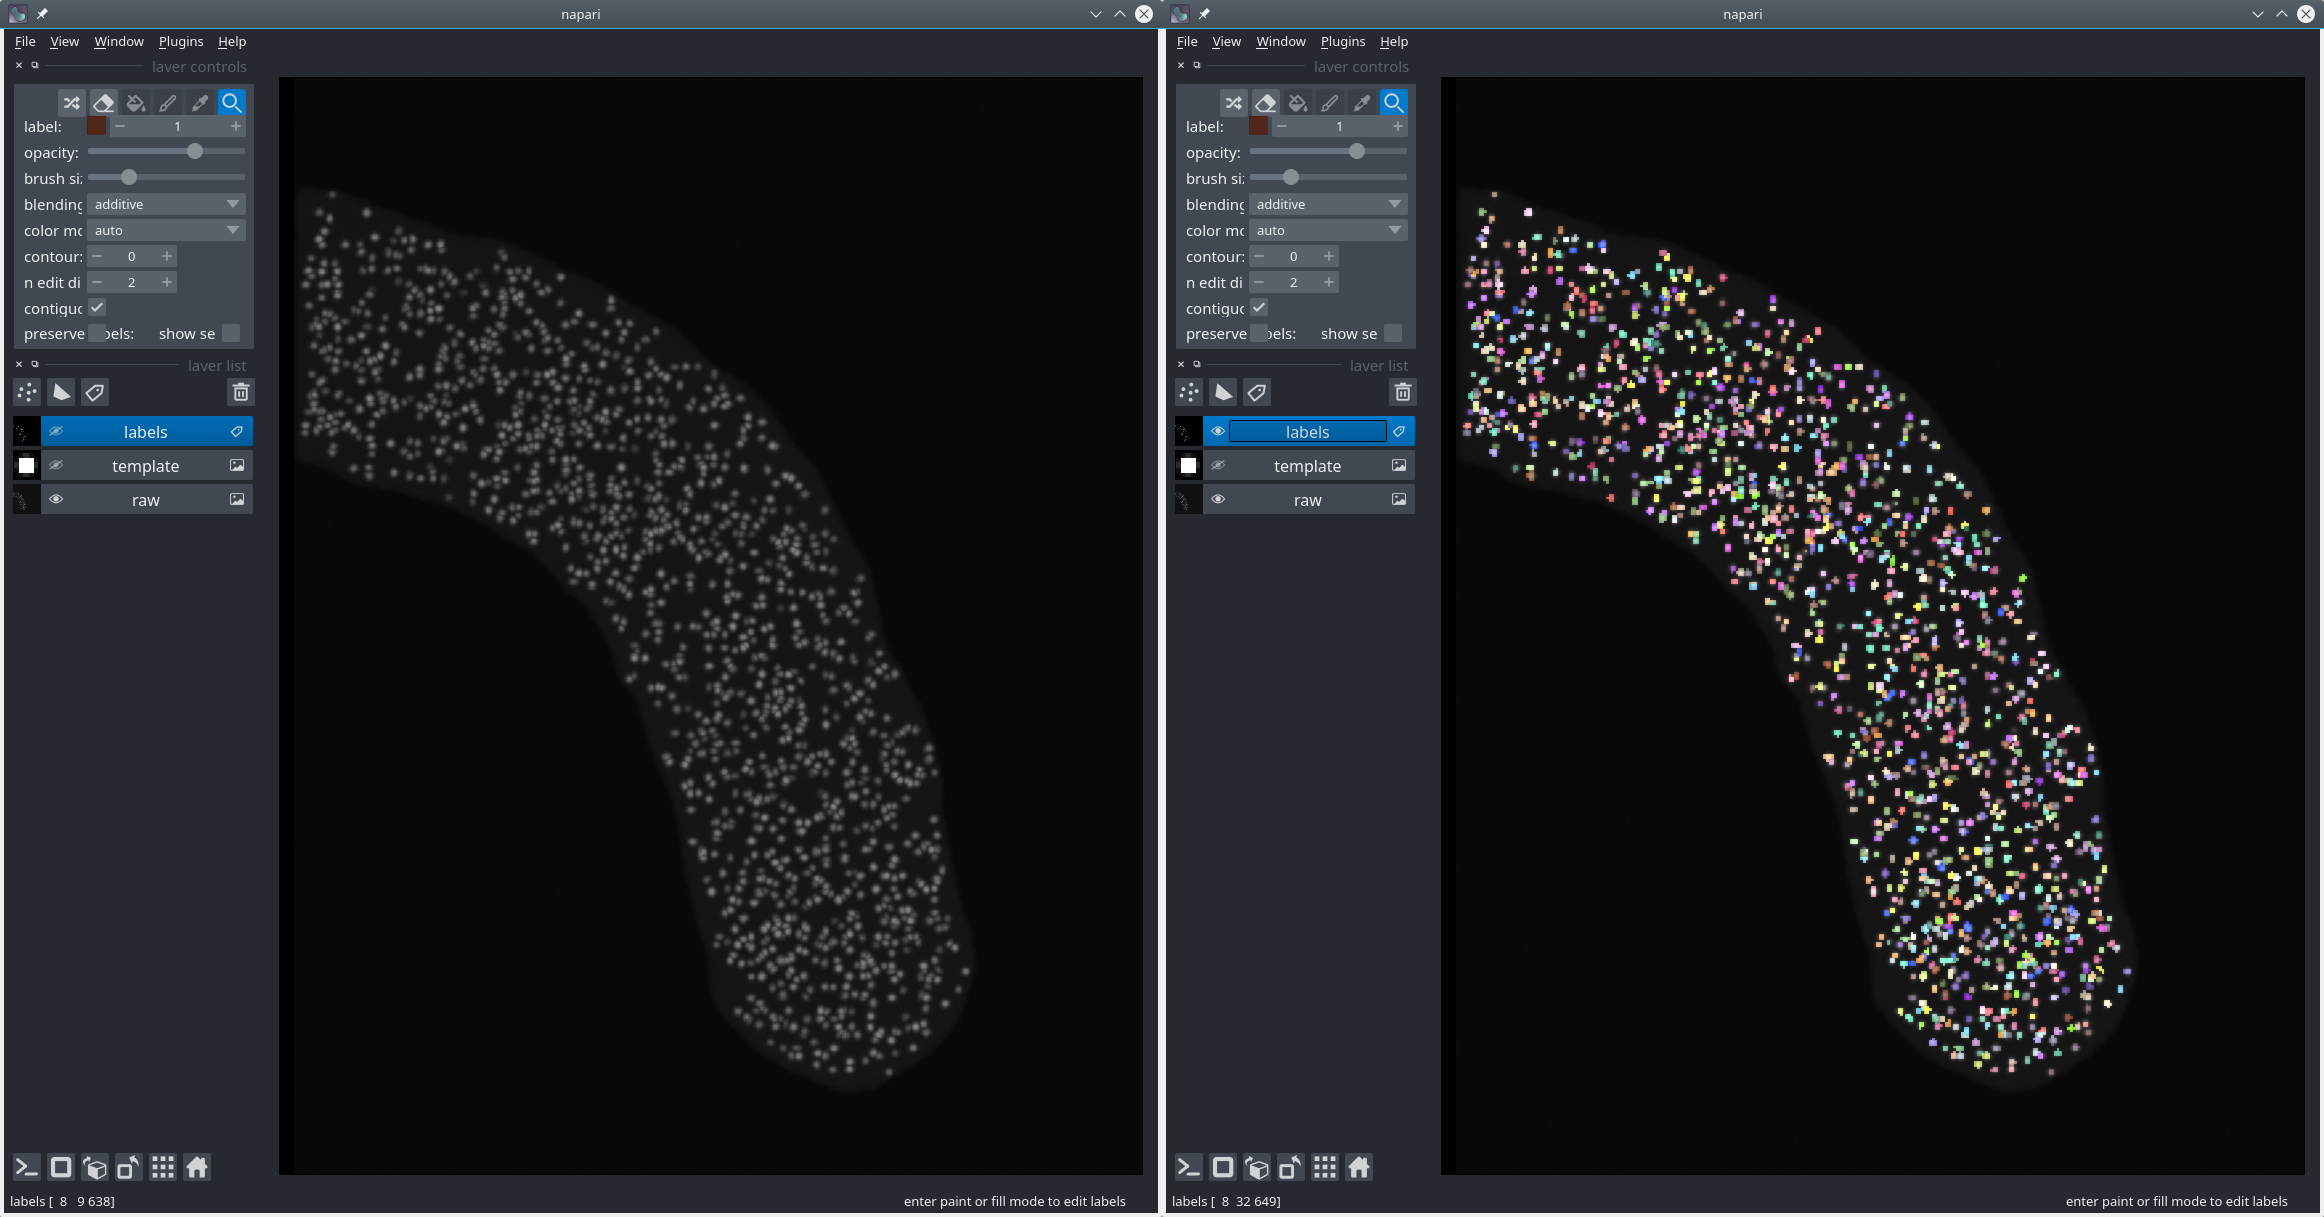 napari
File View Window Plugins Help
layer controls
label: 1
opacity:
brush si
blending additive
color mo auto
contour: 0
n edit di 2
contiguo
preserve bels: show se
layer list
labels
template
raw
labels [ 8 9 638]
enter paint or fill mode to edit labels
napari
File View Window Plugins Help
layer controls
label: 1
opacity:
brush si
blending additive
color mo auto
contour: 0
n edit di 2
contiguo
preserve bels: show se
layer list
labels
template
raw
labels [ 8 32 649]
enter paint or fill mode to edit labels